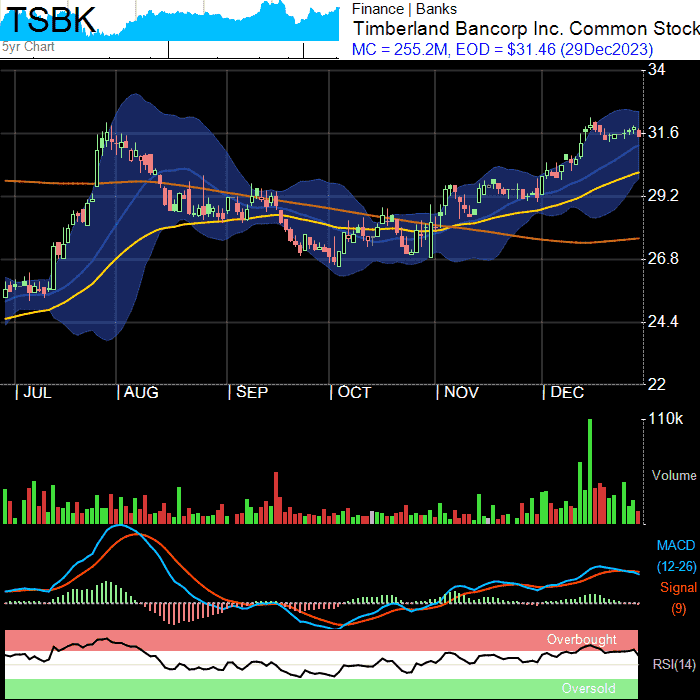 TSBK
5yr Chart
Finance | Banks
Timberland Bancorp Inc. Common Stock
MC = 255.2M, EOD = $31.46 (29Dec2023)
34
31.6
29.2
26.8
24.4
22
JUL
AUG
SEP
OCT
NOV
DEC
110k
Volume
MACD
(12-26)
Signal
(9)
Overbought
RSI(14)
Oversold